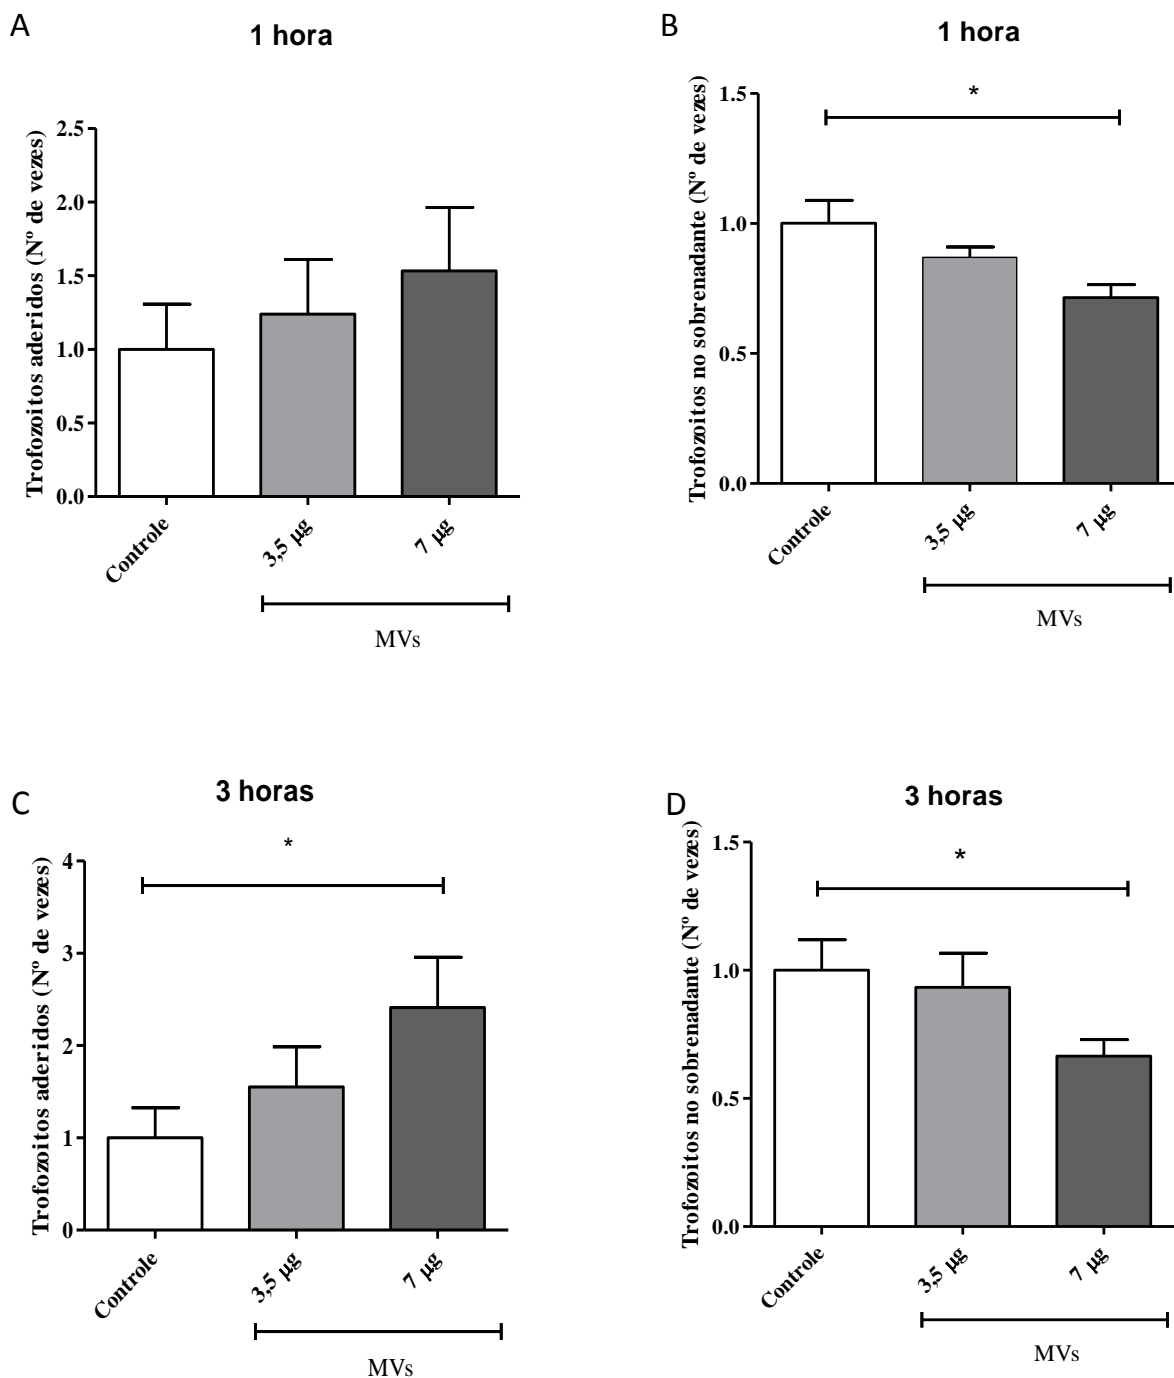 A
1 hora
Trofozoitos aderidos (Nº de vezes)
2.5
2.0
1.5
1.0
0.5
0.0
Controle
3,5 µg
7 µg
MVs
B
1 hora
Trofozoitos no sobrenadante (Nº de vezes)
1.5
1.0
0.5
0.0
*
Controle
3,5 µg
7 µg
MVs
C
3 horas
Trofozoitos aderidos (Nº de vezes)
4
3
2
1
0
*
Controle
3,5 µg
7 µg
MVs
D
3 horas
Trofozoitos no sobrenadante (Nº de vezes)
1.5
1.0
0.5
0.0
*
Controle
3,5 µg
7 µg
MVs